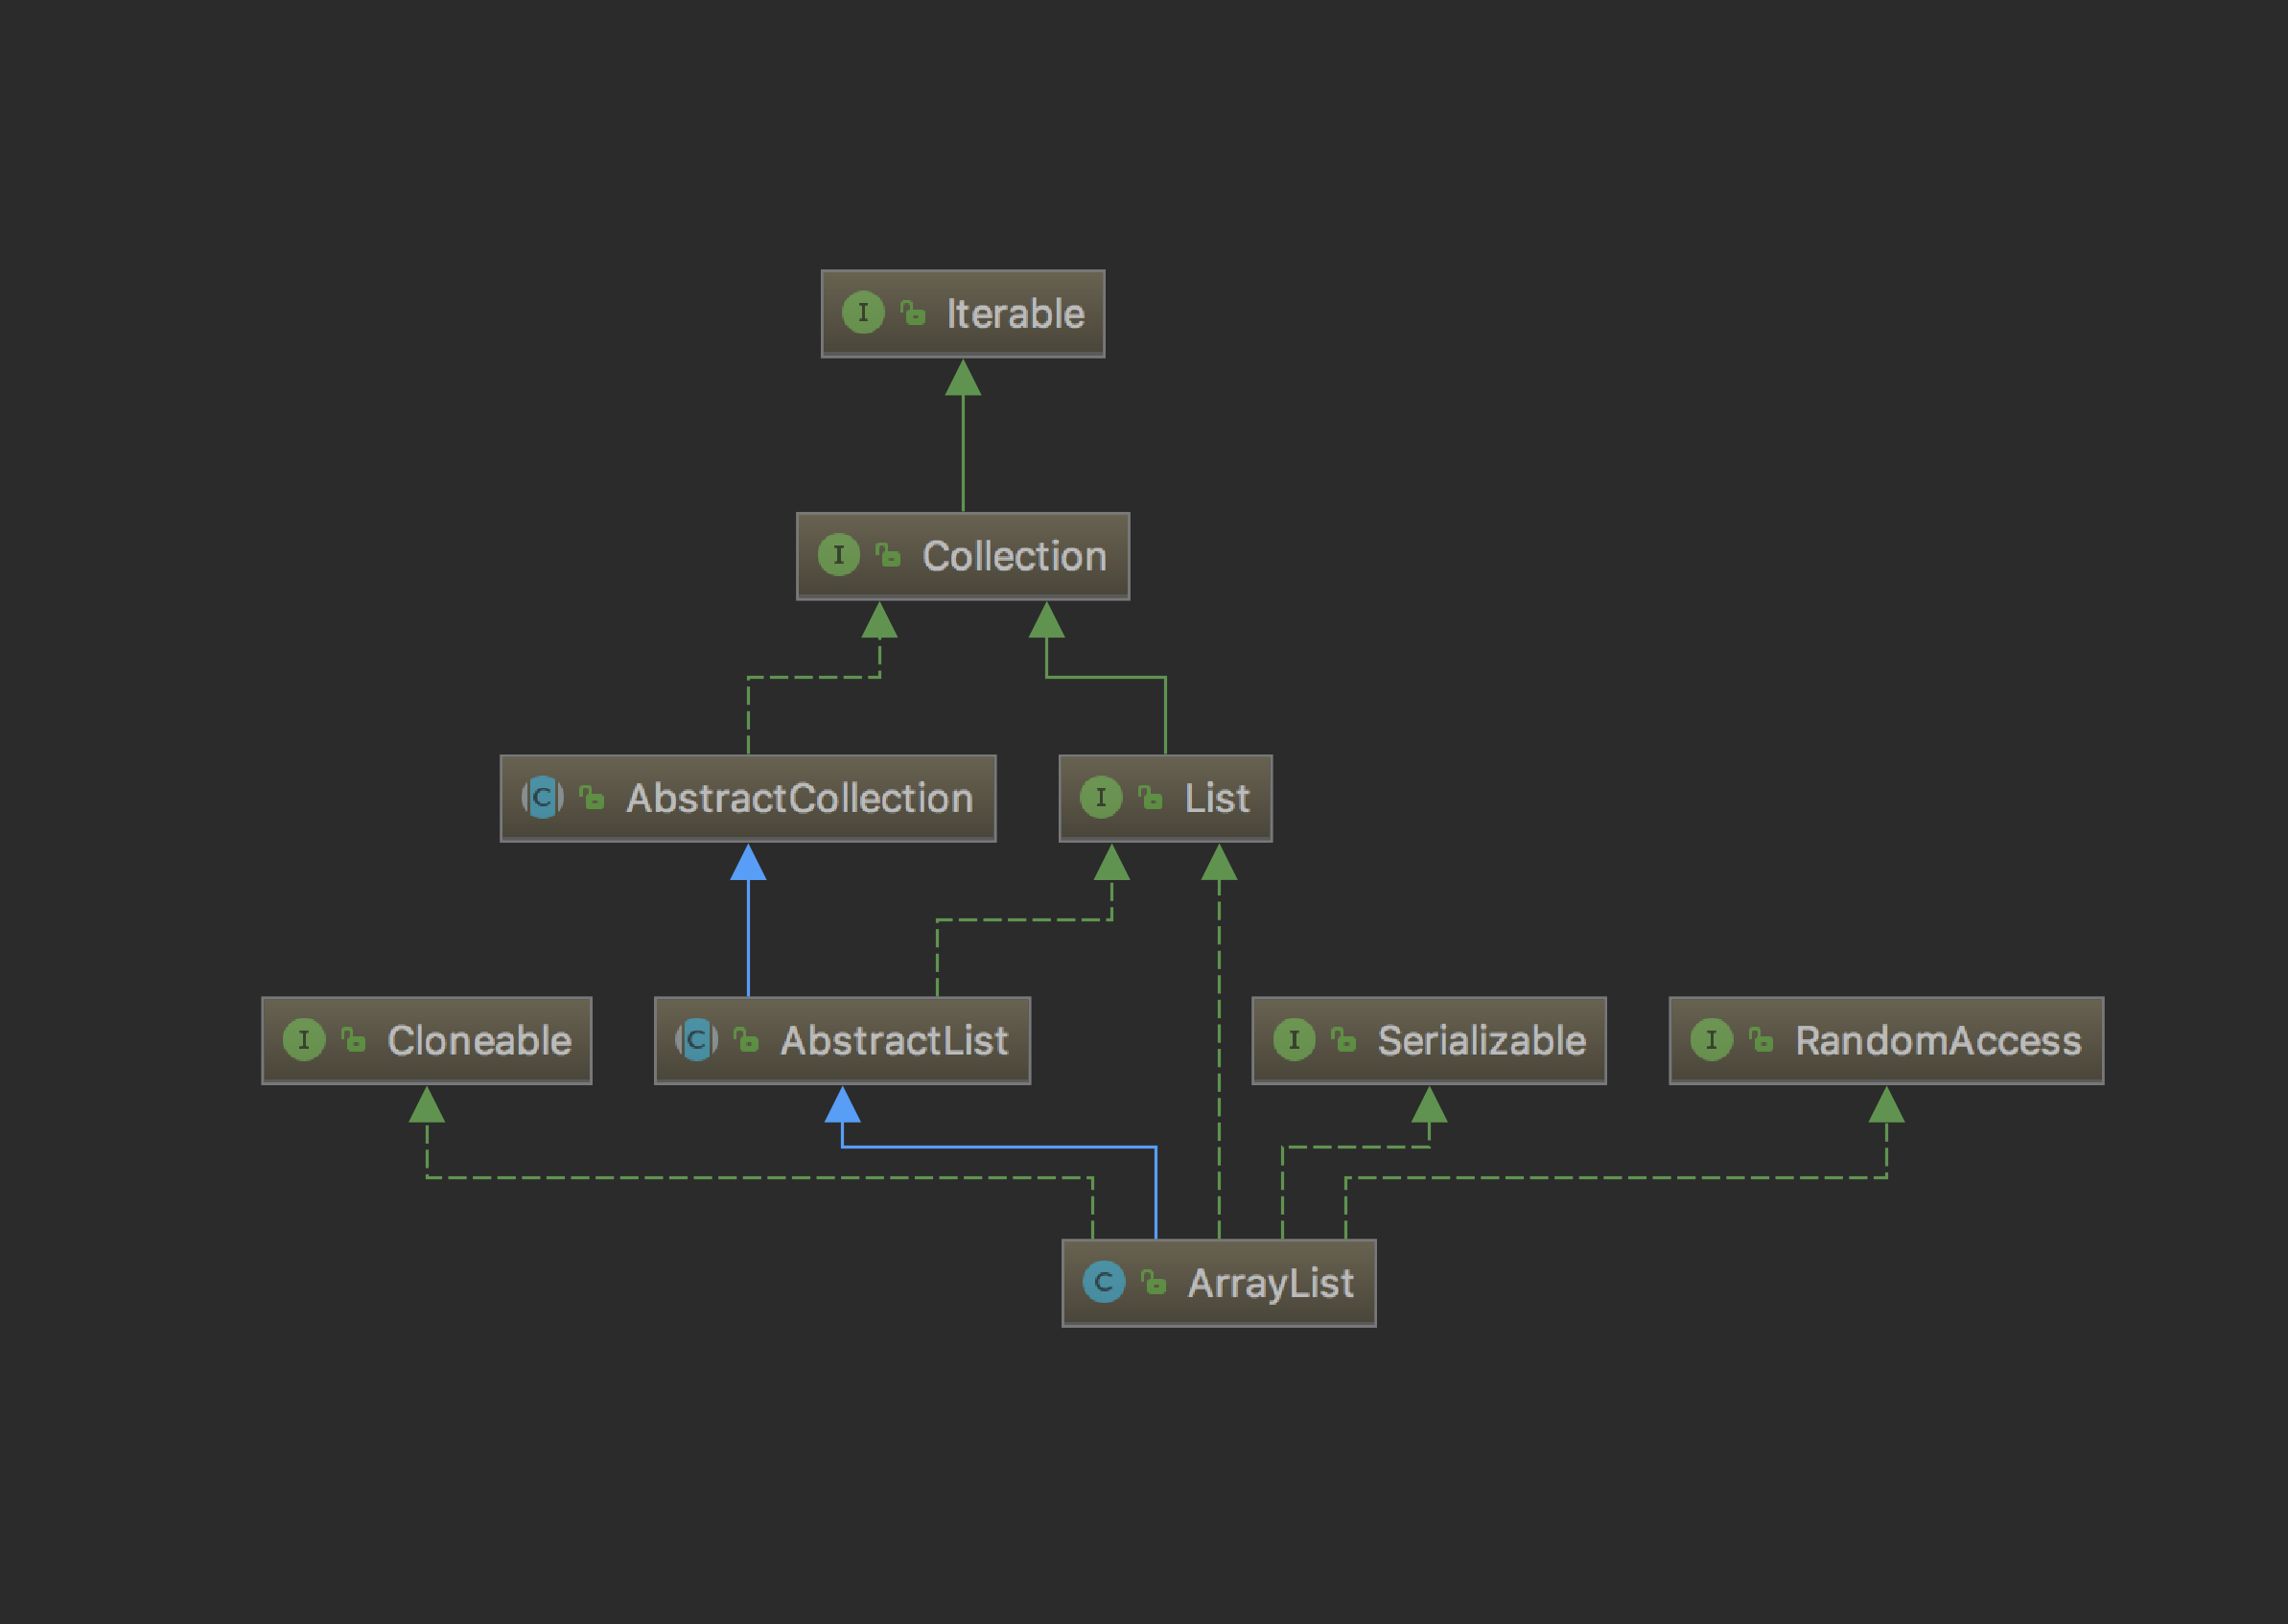 I Iterable
I Collection
C AbstractCollection
I List
I Cloneable
C AbstractList
I Serializable
I RandomAccess
C ArrayList